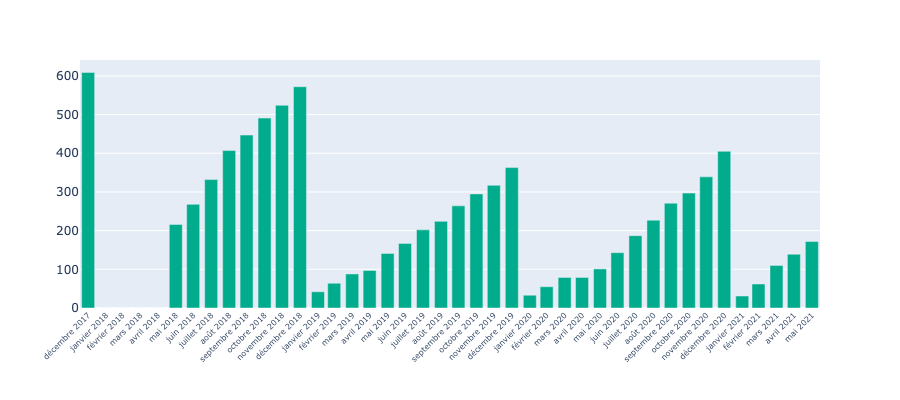 600
500
400
300
200
100
0
décembre 2017
janvier 2018
février 2018
mars 2018
avril 2018
mai 2018
juin 2018
juillet 2018
août 2018
septembre 2018
octobre 2018
novembre 2018
décembre 2018
janvier 2019
février 2019
mars 2019
avril 2019
mai 2019
juin 2019
juillet 2019
août 2019
septembre 2019
octobre 2019
novembre 2019
décembre 2019
janvier 2020
février 2020
mars 2020
avril 2020
mai 2020
juin 2020
juillet 2020
août 2020
septembre 2020
octobre 2020
novembre 2020
décembre 2020
janvier 2021
février 2021
mars 2021
avril 2021
mai 2021